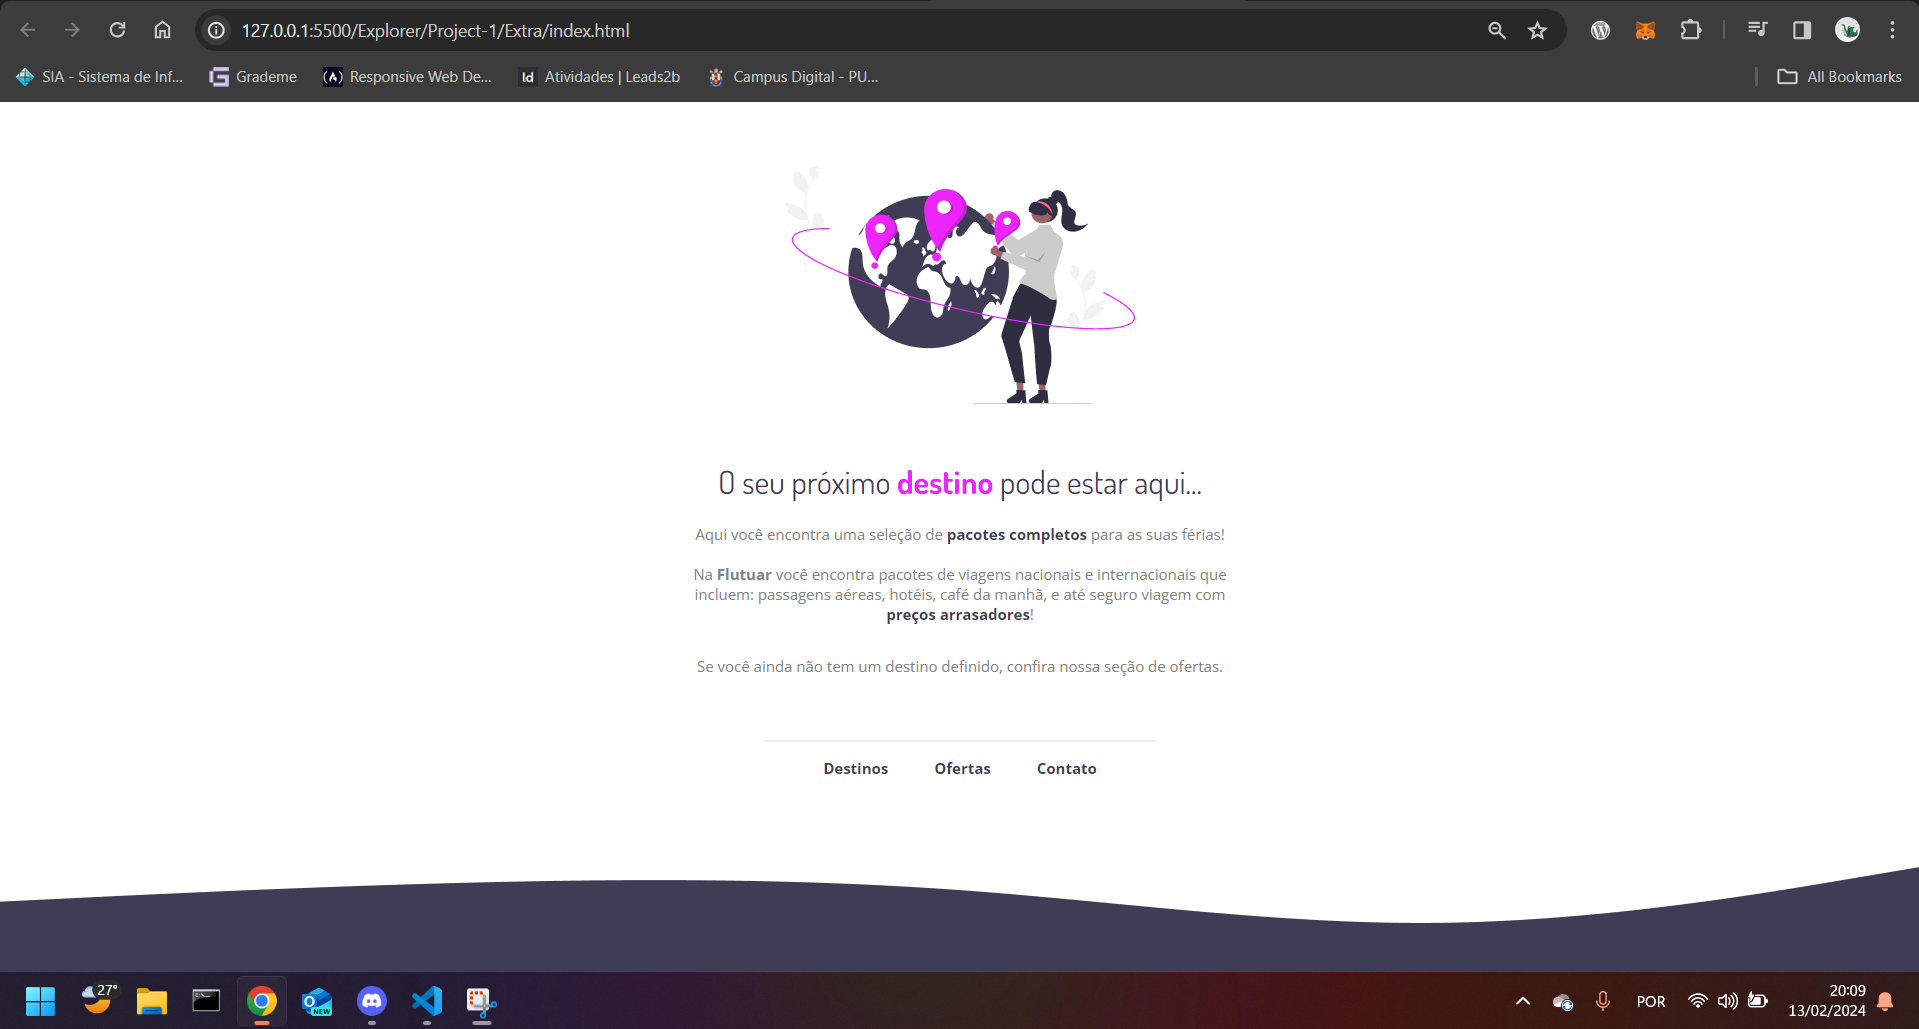 127.0.0.1:5500/Explorer/Project-1/Extra/index.html
SIA - Sistema de Inf... Grademe Responsive Web De... Atividades | Leads2b Campus Digital - PU... All Bookmarks
O seu próximo destino pode estar aqui...
Aqui você encontra uma seleção de pacotes completos para as suas férias!
Na Flutuar você encontra pacotes de viagens nacionais e internacionais que
incluem: passagens aéreas, hotéis, café da manhã, e até seguro viagem com
preços arrasadores!
Se você ainda não tem um destino definido, confira nossa seção de ofertas.
Destinos Ofertas Contato
27°
NEW
POR
20:09
13/02/2024